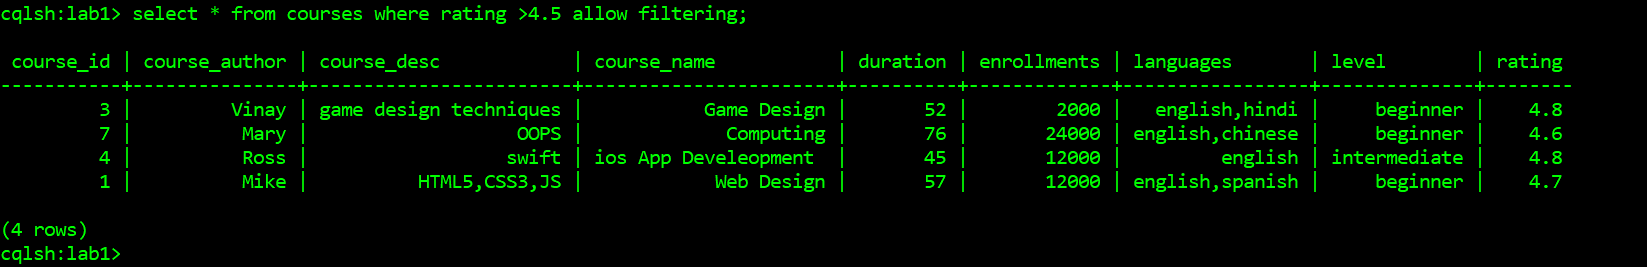 cqlsh:lab1> select * from courses where rating >4.5 allow filtering;
 course_id | course_author | course_desc            | course_name           | duration | enrollments | languages       | level        | rating
-----------+---------------+------------------------+-----------------------+----------+-------------+-----------------+--------------+--------
         3 |         Vinay | game design techniques |           Game Design |       52 |        2000 |   english,hindi |     beginner |    4.8
         7 |          Mary |                   OOPS |             Computing |       76 |       24000 | english,chinese |     beginner |    4.6
         4 |          Ross |                  swift | ios App Develeopment  |       45 |       12000 |         english | intermediate |    4.8
         1 |          Mike |          HTML5,CSS3,JS |            Web Design |       57 |       12000 | english,spanish |     beginner |    4.7
(4 rows)
cqlsh:lab1>